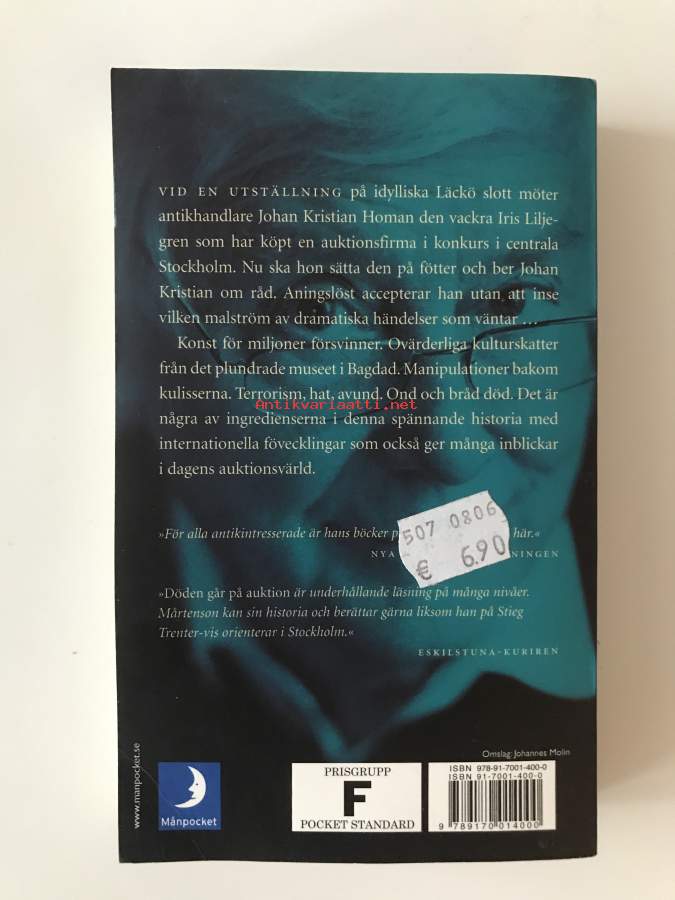 VID EN UTSTÄLLNING på idylliska Läckö slott möter
antikhandlare Johan Kristian Homan den vackra Iris Lilje-
gren som har köpt en auktionsfirma i konkurs i centrala
Stockholm. Nu ska hon sätta den på fötter och ber Johan
Kristian om råd. Aningslöst accepterar han utan att inse
vilken malström av dramatiska händelser som väntar ...
Konst för miljoner försvinner. Ovärderliga kulturskatter
från det plundrade museet i Bagdad. Manipulationer bakom
kulisserna. Terrorism, hat, avund. Ond och bråd död. Det är
Antikvariaatti.net
några av ingredienserna i denna spännande historia med
internationella fövecklingar som också ger många inblickar
i dagens auktionsvärld.
»För alla antikintresserade är hans böcker här.«
NYA NINGEN
507 0806
€ 6.90
»Döden går på auktion är underhållande läsning på många nivåer.
Mårtenson kan sin historia och berättar gärna liksom han på Stieg
Trenter-vis orienterar i Stockholm.«
ESKILSTUNA-KURIREN
Omslag: Johannes Molin
www.manpocket.se
Månpocket
PRISGRUPP
F
POCKET STANDARD
ISBN 978-91-7001-400-0
ISBN 91-7001-400-0
9 789170 014000